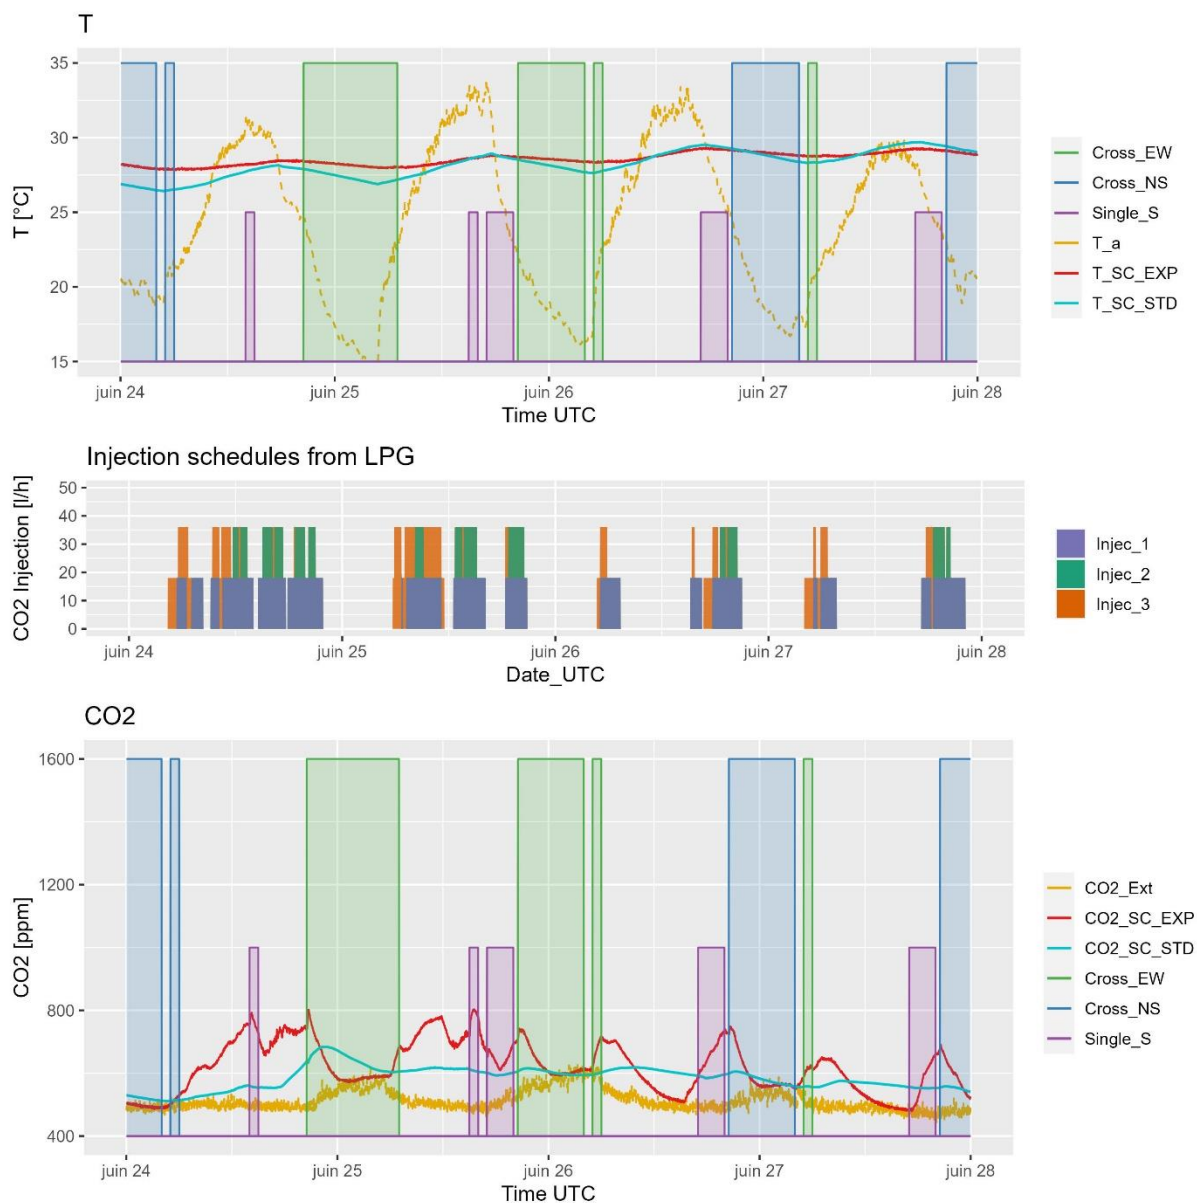 T
T [°C]
35
30
25
20
15
juin 24
juin 25
juin 26
juin 27
juin 28
Time UTC
Cross_EW
Cross_NS
Single_S
T_a
T_SC_EXP
T_SC_STD
Injection schedules from LPG
CO2 Injection [l/h]
50
40
30
20
10
0
juin 24
juin 25
juin 26
juin 27
juin 28
Date_UTC
Injec_1
Injec_2
Injec_3
CO2
CO2 [ppm]
1600
1200
800
400
juin 24
juin 25
juin 26
juin 27
juin 28
Time UTC
CO2_Ext
CO2_SC_EXP
CO2_SC_STD
Cross_EW
Cross_NS
Single_S